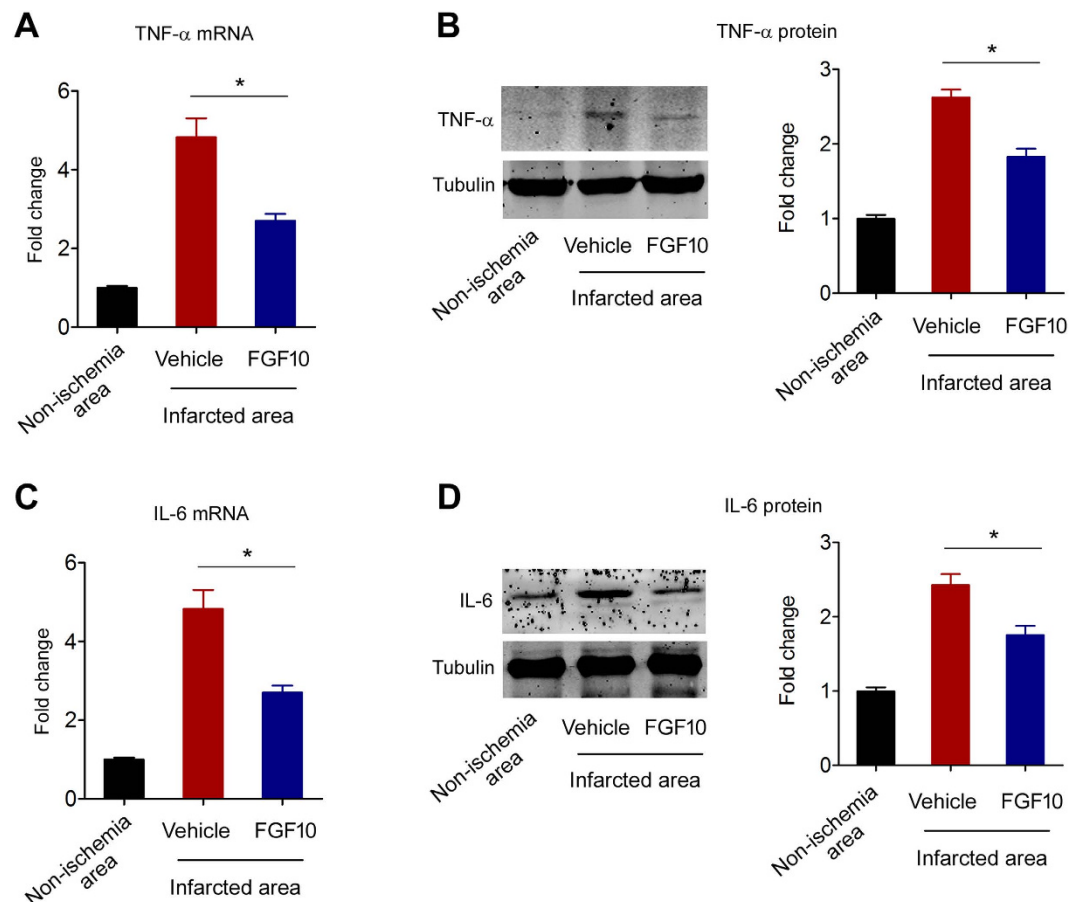 A
TNF-α mRNA
Fold change
6
4
2
0
*
Non-ischemia
area
Vehicle
FGF10
Infarcted area
B
TNF-α protein
TNF-α
Tubulin
Non-ischemia
area
Vehicle
FGF10
Infarcted area
Fold change
3
2
1
0
*
Non-ischemia
area
Vehicle
FGF10
Infarcted area
C
IL-6 mRNA
Fold change
6
4
2
0
*
Non-ischemia
area
Vehicle
FGF10
Infarcted area
D
IL-6 protein
IL-6
Tubulin
Non-ischemia
area
Vehicle
FGF10
Infarcted area
Fold change
3
2
1
0
*
Non-ischemia
area
Vehicle
FGF10
Infarcted area